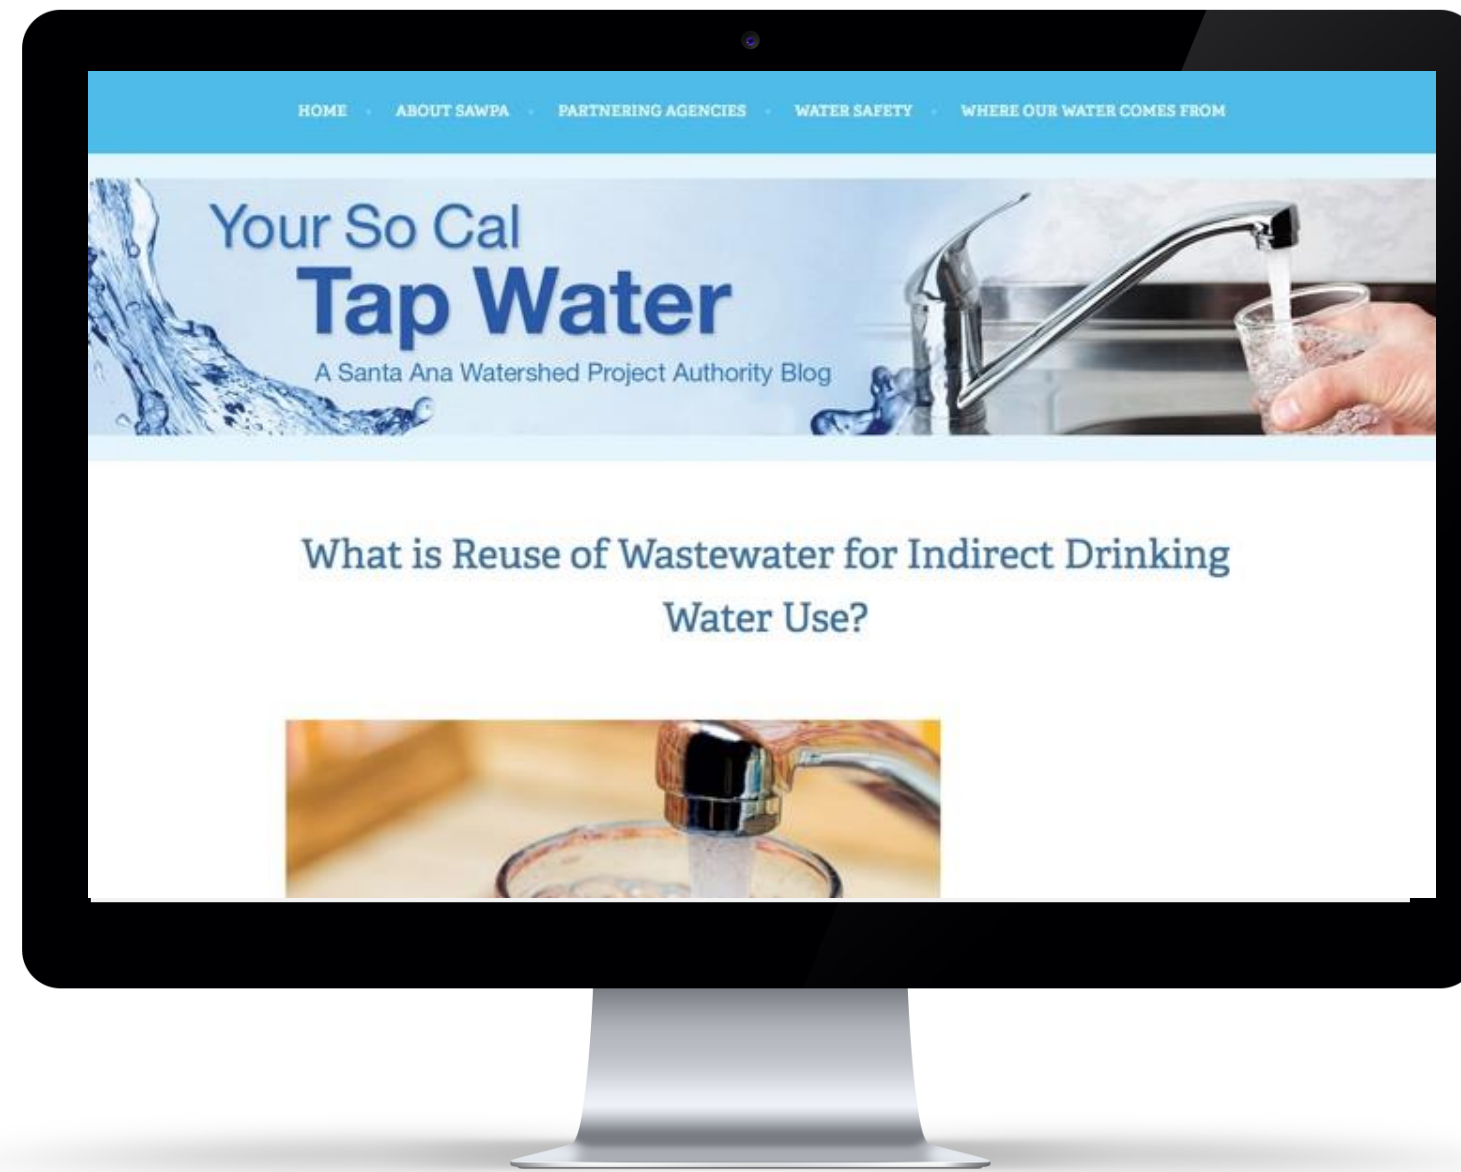 HOME ABOUT SAWPA PARTNERING AGENCIES WATER SAFETY WHERE OUR WATER COMES FROM
Your So Cal
Tap Water
A Santa Ana Watershed Project Authority Blog
What is Reuse of Wastewater for Indirect Drinking
Water Use?